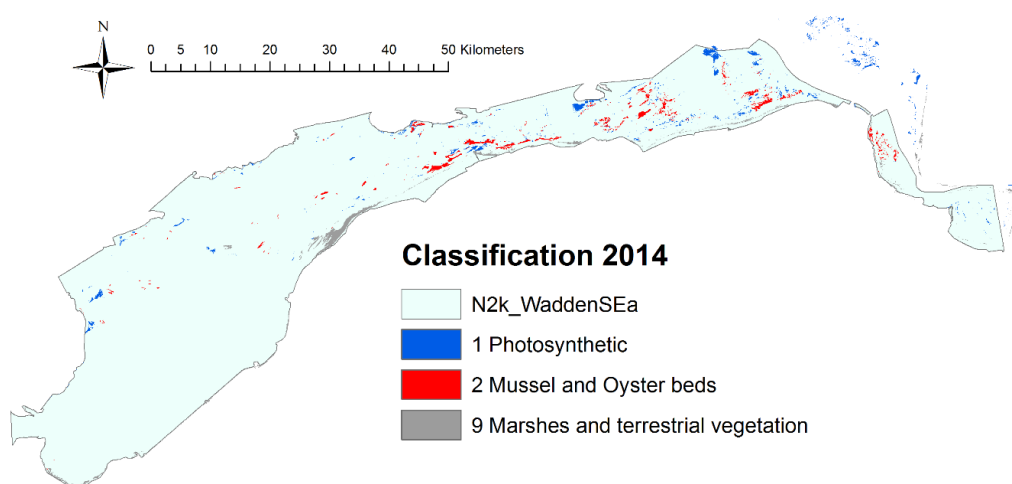 N
0 5 10 20 30 40 50 Kilometers
Classification 2014
N2k_WaddenSEa
1 Photosynthetic
2 Mussel and Oyster beds
9 Marshes and terrestrial vegetation